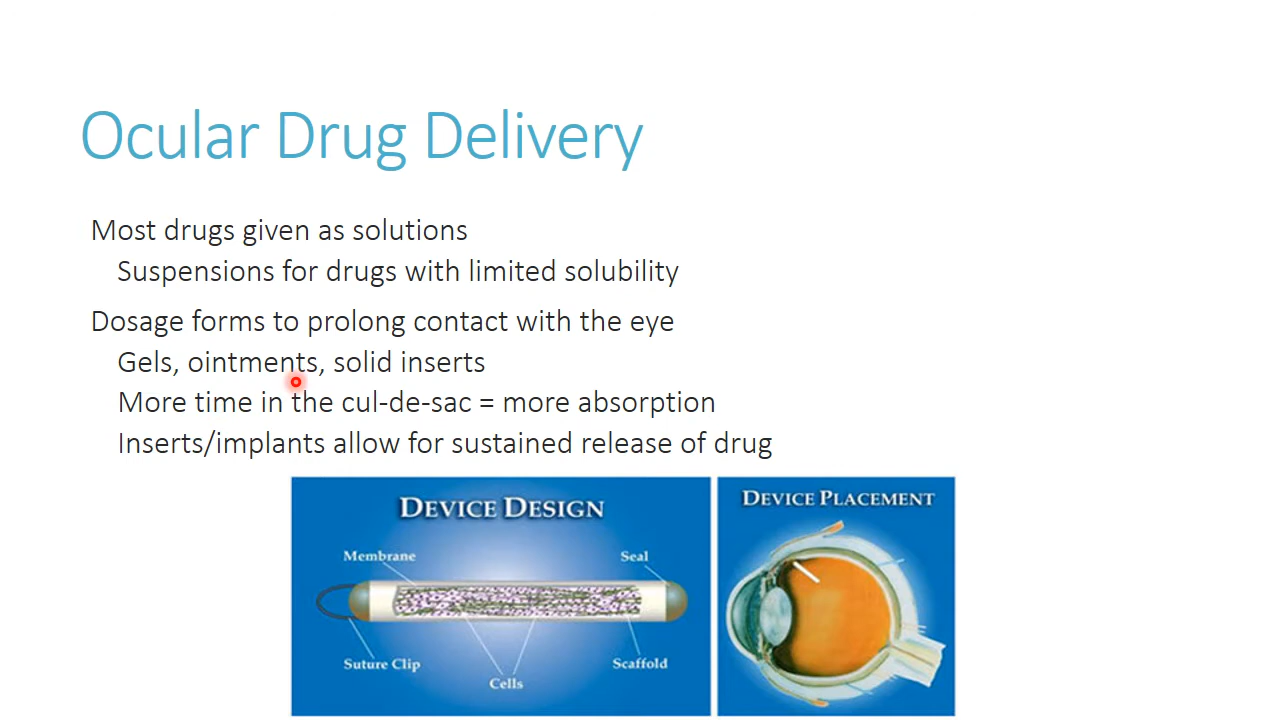 Ocular Drug Delivery
Most drugs given as solutions
Suspensions for drugs with limited solubility
Dosage forms to prolong contact with the eye
Gels, ointments, solid inserts
More time in the cul-de-sac = more absorption
Inserts/implants allow for sustained release of drug
DEVICE DESIGN
Membrane
Seal
Suture Clip
Cells
Scaffold
DEVICE PLACEMENT